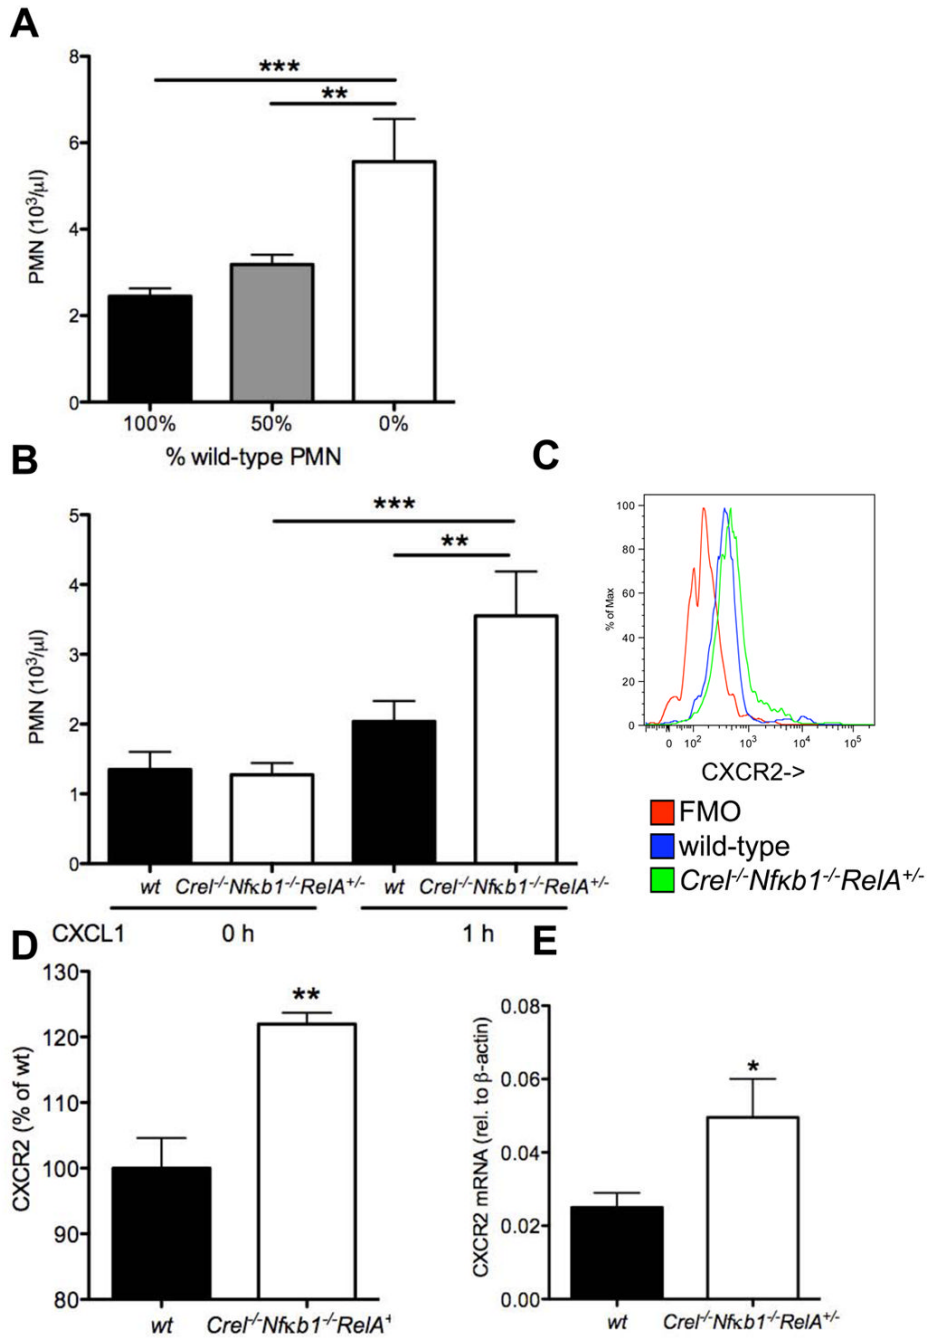 A
8
6
4
2
0
PMN (10³/µl)
***
**
100% 50% 0%
% wild-type PMN
B
5
4
3
2
1
0
PMN (10³/µl)
***
**
wt Crel⁻/⁻Nfκb1⁻/⁻RelA⁺/⁻ wt Crel⁻/⁻Nfκb1⁻/⁻RelA⁺/⁻
CXCL1 0 h 1 h
C
100
80
60
40
20
0
% of Max
0 10² 10³ 10⁴ 10⁵
CXCR2->
FMO
wild-type
Crel⁻/⁻Nfκb1⁻/⁻RelA⁺/⁻
D
130
120
110
100
90
80
CXCR2 (% of wt)
**
wt Crel⁻/⁻Nfκb1⁻/⁻RelA⁺
E
0.08
0.06
0.04
0.02
0.00
CXCR2 mRNA (rel. to β-actin)
*
wt Crel⁻/⁻Nfκb1⁻/⁻RelA⁺/⁻